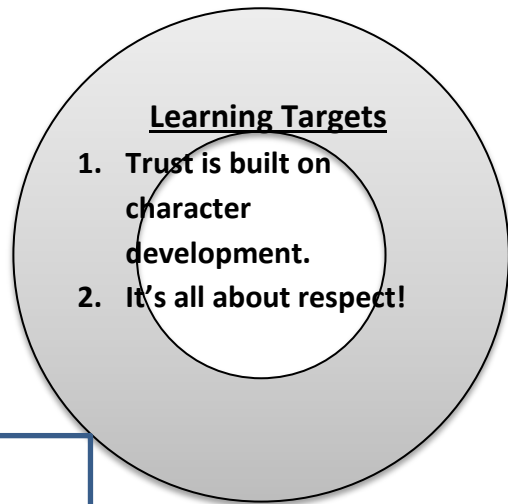 Learning Targets
1. Trust is built on
character
development.
2. It’s all about respect!